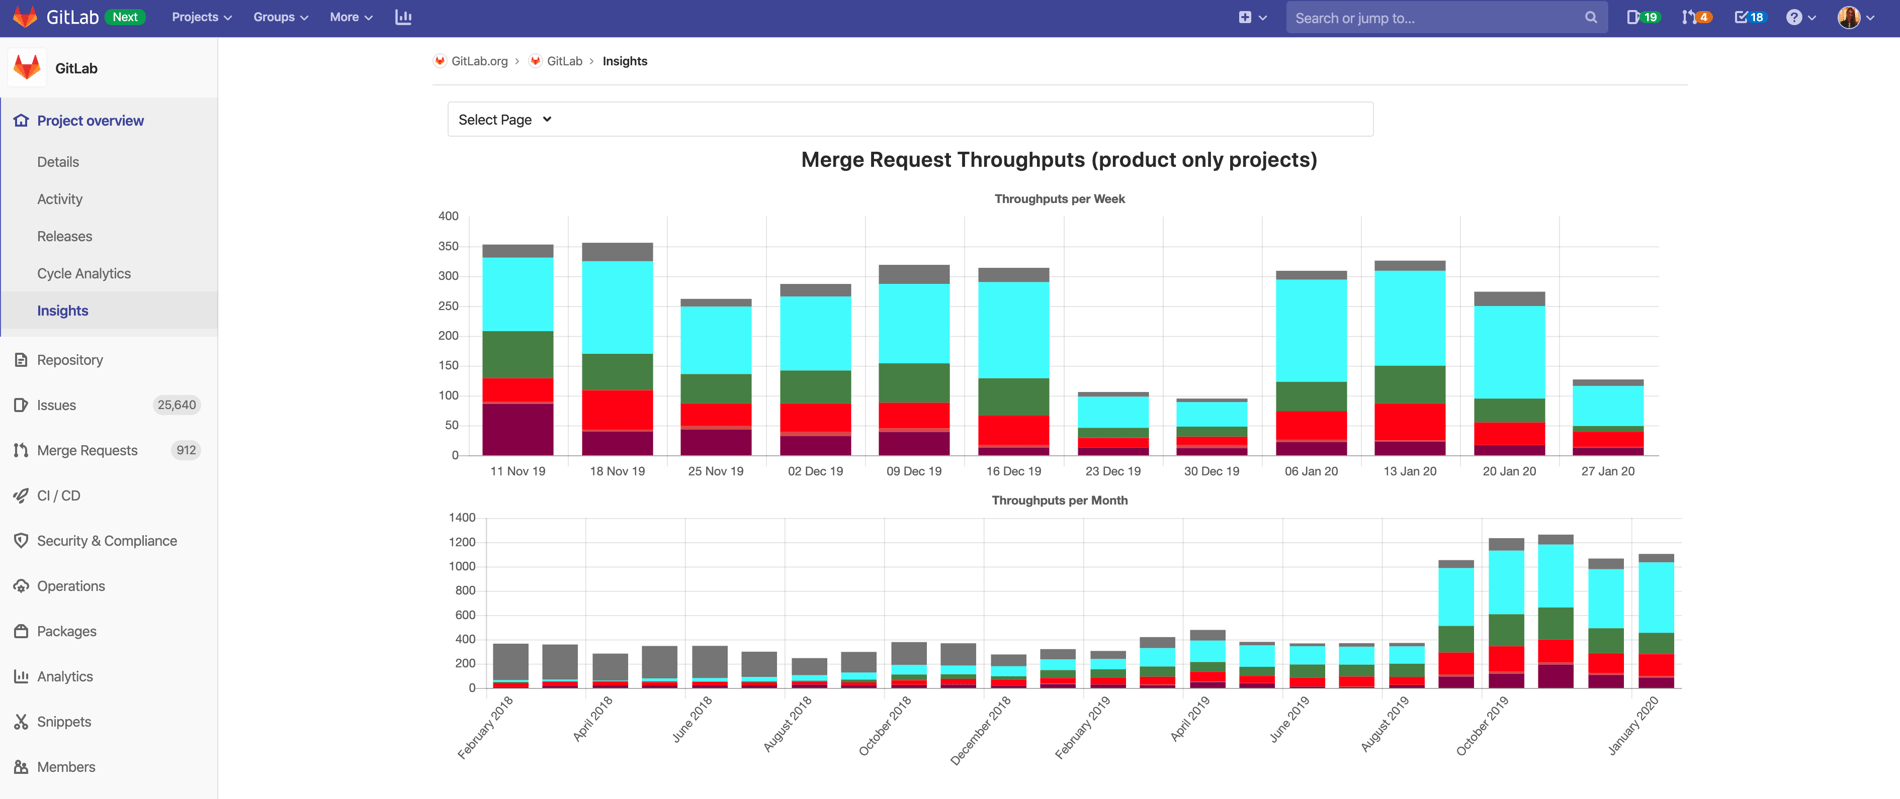 GitLab Next Projects Groups More Search or jump to... 19 4 18
GitLab
Project overview
Details
Activity
Releases
Cycle Analytics
Insights
Repository
Issues 25,640
Merge Requests 912
CI / CD
Security & Compliance
Operations
Packages
Analytics
Snippets
Members
GitLab.org › GitLab › Insights
Select Page
Merge Request Throughputs (product only projects)
Throughputs per Week
400
350
300
250
200
150
100
50
0
11 Nov 19 18 Nov 19 25 Nov 19 02 Dec 19 09 Dec 19 16 Dec 19 23 Dec 19 30 Dec 19 06 Jan 20 13 Jan 20 20 Jan 20 27 Jan 20
Throughputs per Month
1400
1200
1000
800
600
400
200
0
February 2018 April 2018 June 2018 August 2018 October 2018 December 2018 February 2019 April 2019 June 2019 August 2019 October 2019 January 2020